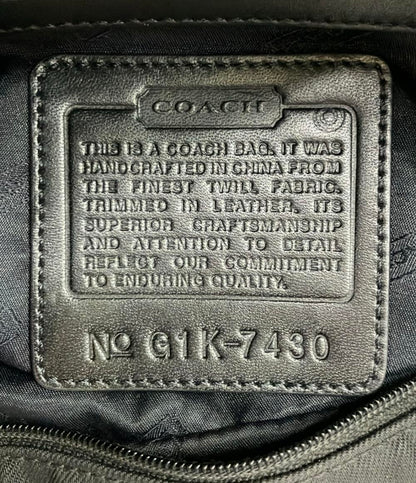 COACH
THIS IS A COACH BAG. IT WAS
HANDCRAFTED IN CHINA FROM
THE FINEST TWILL FABRIC.
TRIMMED IN LEATHER. ITS
SUPERIOR CRAFTSMANSHIP
AND ATTENTION TO DETAIL
REFLECT OUR COMMITMENT
TO ENDURING QUALITY.
No G1K-7430